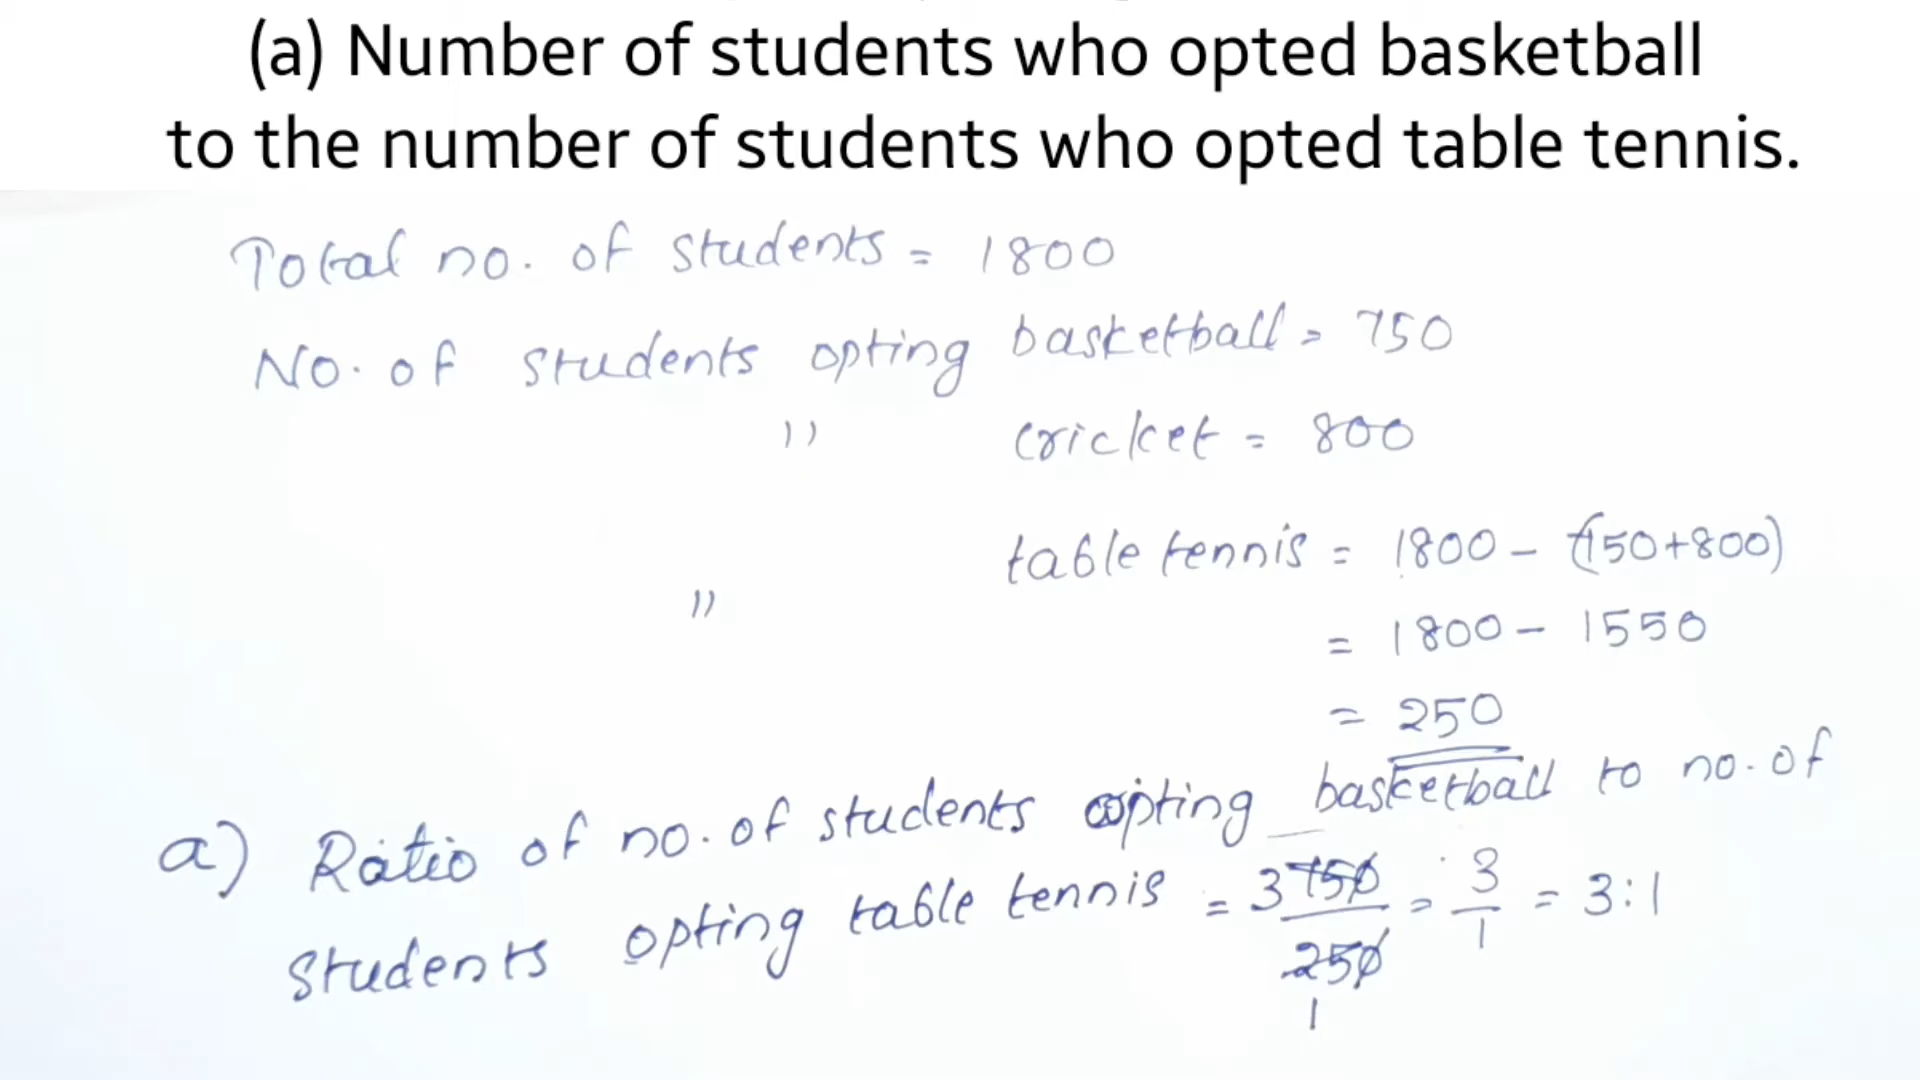 (a) Number of students who opted basketball
to the number of students who opted table tennis.
Total no. of students = 1800
No. of students opting basketball = 750
" cricket = 800
" table tennis = 1800 - (750+800)
= 1800 - 1550
= 250
a) Ratio of no. of students opting basketball to no. of
students opting table tennis = 3 750/250 1 = 3/1 = 3:1